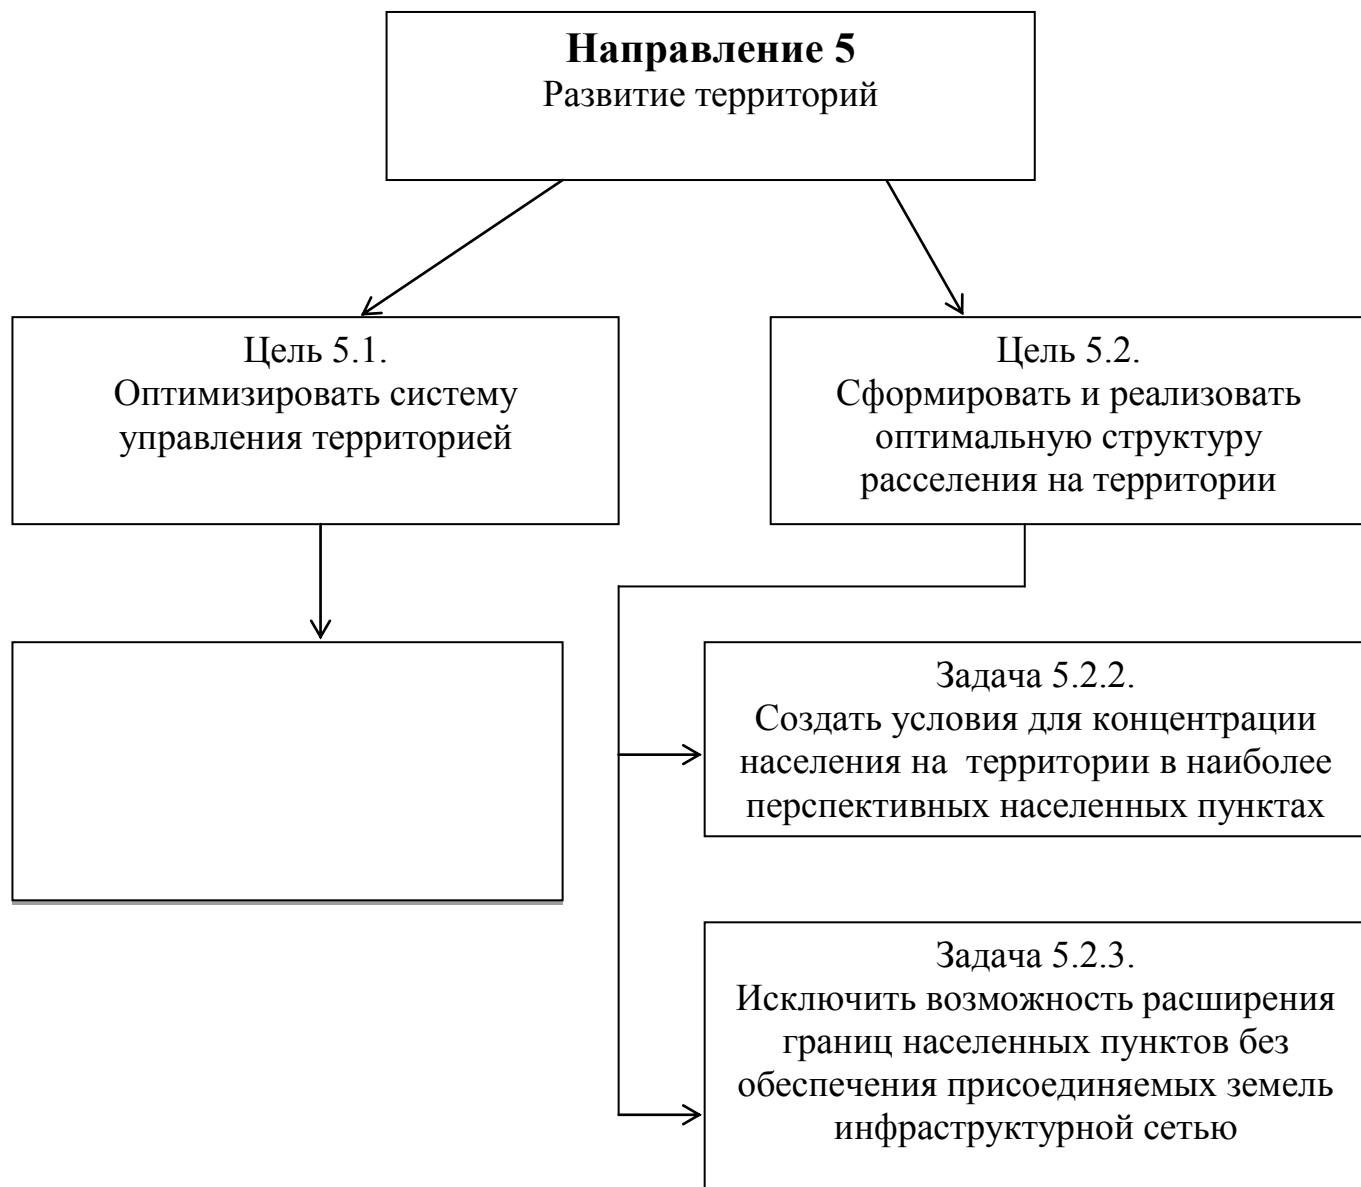 Направление 5
Развитие территорий
Цель 5.1.
Оптимизировать систему
управления территорией
Цель 5.2.
Сформировать и реализовать
оптимальную структуру
расселения на территории
Задача 5.2.2.
Создать условия для концентрации
населения на территории в наиболее
перспективных населенных пунктах
Задача 5.2.3.
Исключить возможность расширения
границ населенных пунктов без
обеспечения присоединяемых земель
инфраструктурной сетью